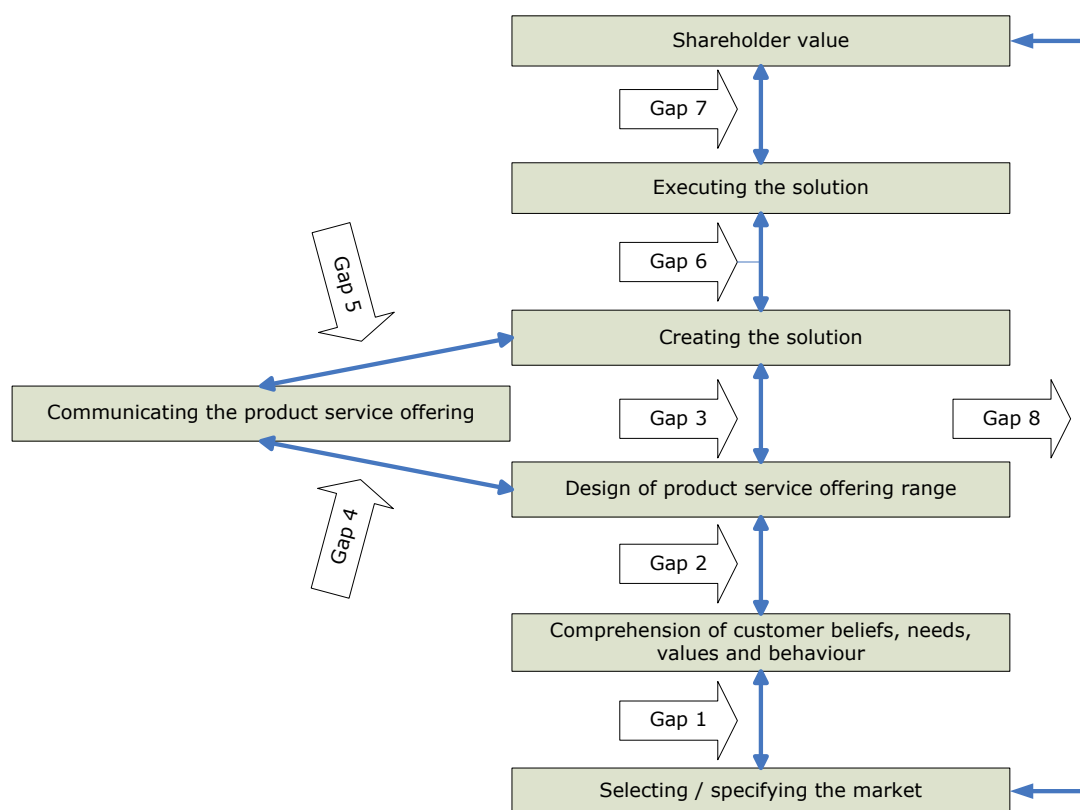 Shareholder value
Gap 7
Executing the solution
Gap 6
Gap 5
Creating the solution
Communicating the product service offering
Gap 3
Gap 8
Design of product service offering range
Gap 4
Gap 2
Comprehension of customer beliefs, needs,
values and behaviour
Gap 1
Selecting / specifying the market